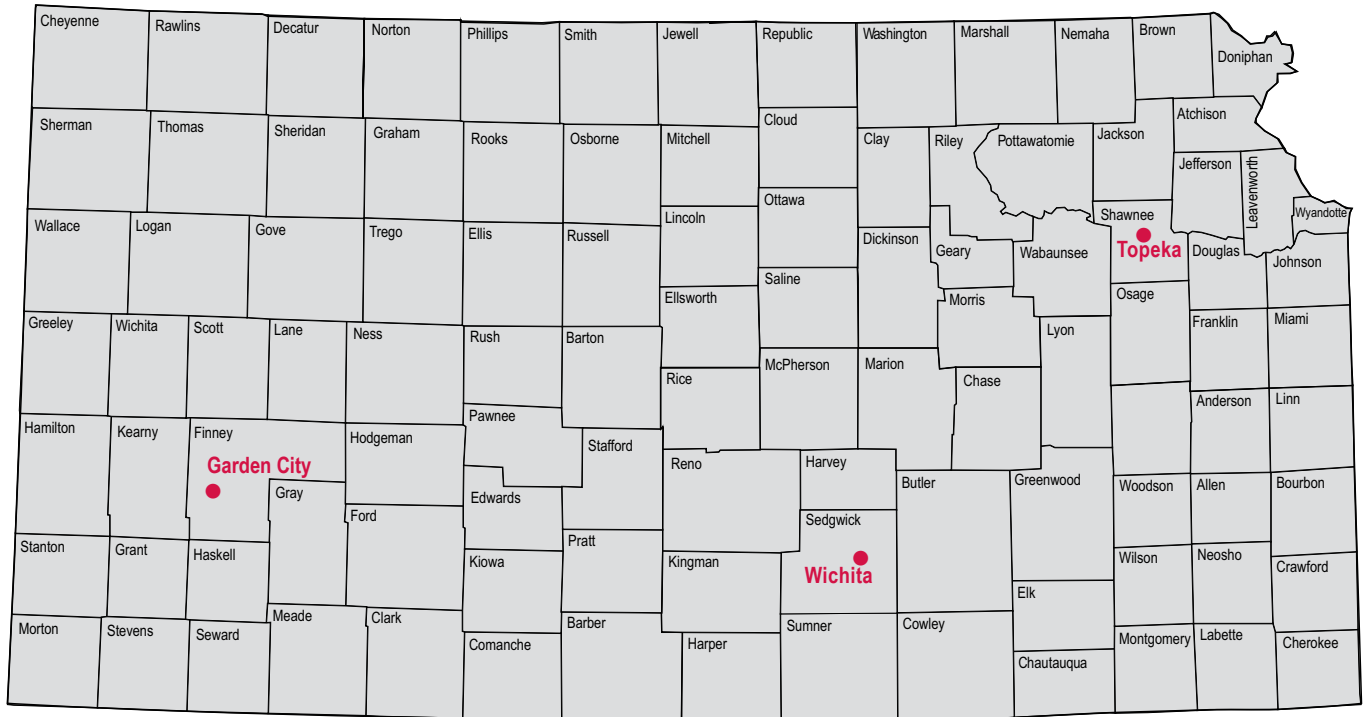 Cheyenne
Rawlins
Decatur
Norton
Phillips
Smith
Jewell
Republic
Washington
Marshall
Nemaha
Brown
Doniphan
Sherman
Thomas
Sheridan
Graham
Rooks
Osborne
Mitchell
Cloud
Clay
Riley
Pottawatomie
Jackson
Atchison
Jefferson
Leavenworth
Wyandotte
Wallace
Logan
Gove
Trego
Ellis
Russell
Lincoln
Ottawa
Dickinson
Geary
Wabaunsee
Shawnee
Topeka
Douglas
Johnson
Ellsworth
Saline
Morris
Osage
Greeley
Wichita
Scott
Lane
Ness
Rush
Barton
Rice
McPherson
Marion
Chase
Lyon
Franklin
Miami
Hamilton
Kearny
Finney
Garden City
Hodgeman
Pawnee
Stafford
Reno
Harvey
Butler
Greenwood
Anderson
Linn
Gray
Ford
Edwards
Sedgwick
Wichita
Woodson
Allen
Bourbon
Stanton
Grant
Haskell
Kiowa
Pratt
Kingman
Elk
Wilson
Neosho
Crawford
Morton
Stevens
Seward
Meade
Clark
Comanche
Barber
Harper
Sumner
Cowley
Chautauqua
Montgomery
Labette
Cherokee